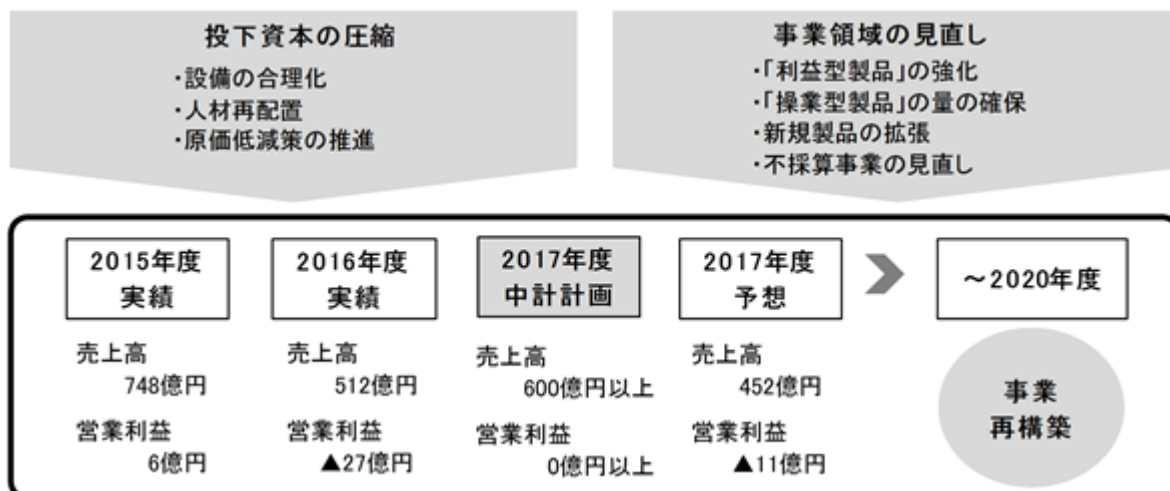 投下資本の圧縮
・設備の合理化
・人材再配置
・原価低減策の推進
事業領域の見直し
・「利益型製品」の強化
・「操業型製品」の量の確保
・新規製品の拡張
・不採算事業の見直し
2015年度
実績
売上高
748億円
営業利益
6億円
2016年度
実績
売上高
512億円
営業利益
▲27億円
2017年度
中計計画
売上高
600億円以上
営業利益
0億円以上
2017年度
予想
売上高
452億円
営業利益
▲11億円
～2020年度
事業
再構築